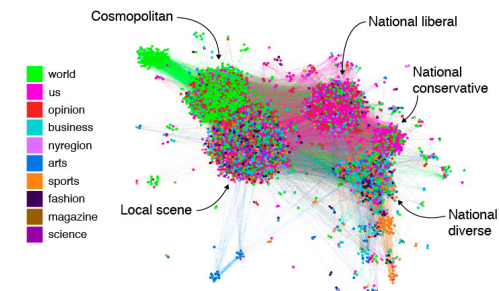 Cosmopolitan
National liberal
National
conservative
world
us
opinion
business
nyregion
arts
sports
fashion
magazine
science
Local scene
National
diverse